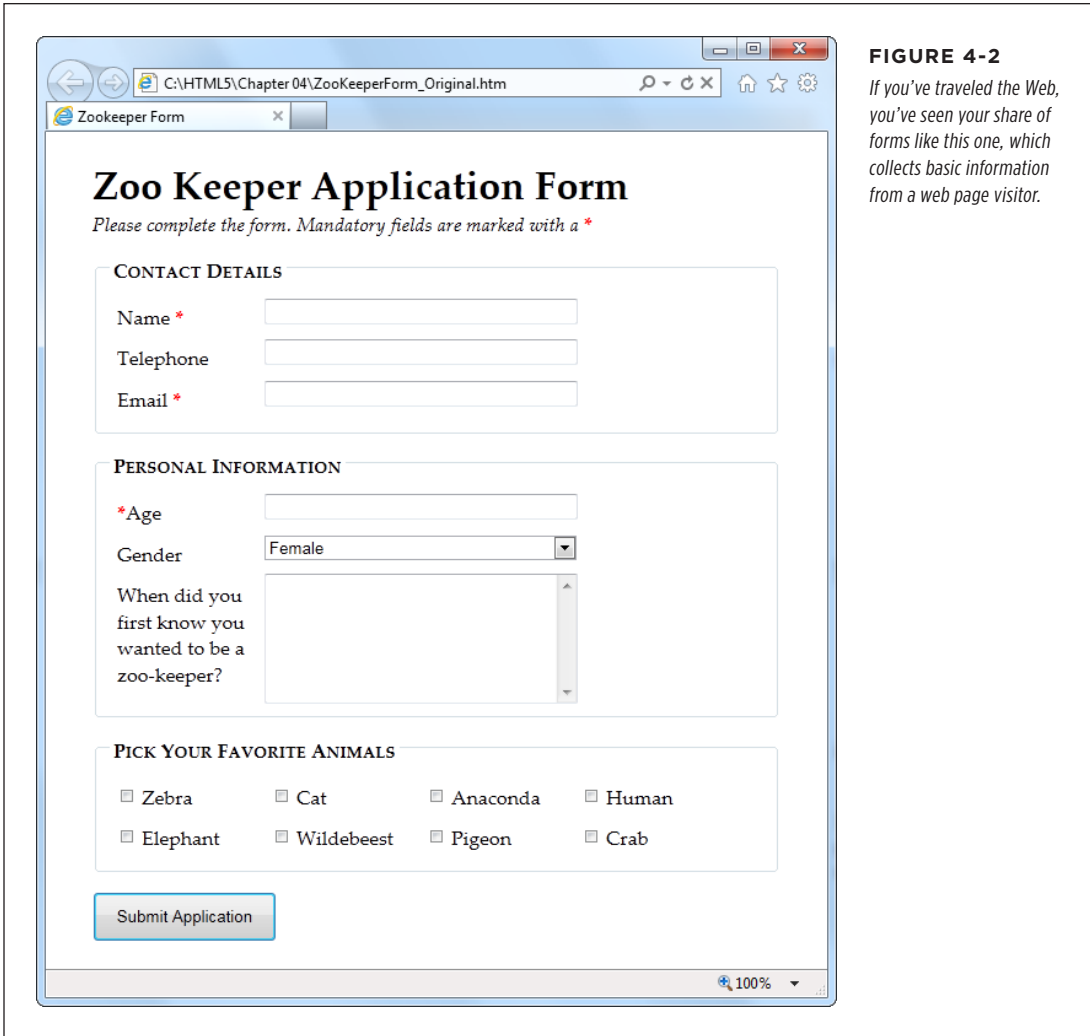 C:\HTML5\Chapter 04\ZooKeeperForm_Original.htm
Zookeeper Form
Zoo Keeper Application Form
Please complete the form. Mandatory fields are marked with a *
CONTACT DETAILS
Name *
Telephone
Email *
PERSONAL INFORMATION
*Age
Gender
Female
When did you
first know you
wanted to be a
zoo-keeper?
PICK YOUR FAVORITE ANIMALS
Zebra Cat Anaconda Human
Elephant Wildebeest Pigeon Crab
Submit Application
100%
FIGURE 4-2
If you’ve traveled the Web,
you’ve seen your share of
forms like this one, which
collects basic information
from a web page visitor.